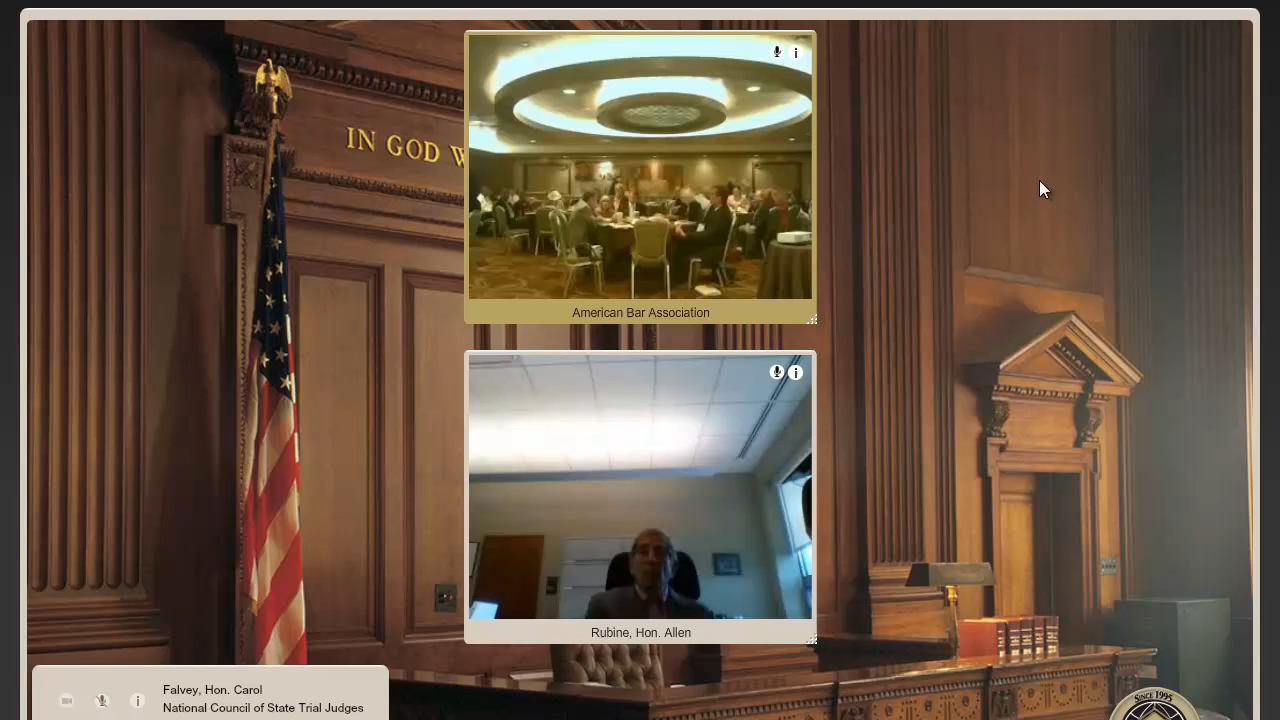 IN GOD W
American Bar Association
Rubine, Hon. Allen
Falvey, Hon. Carol
National Council of State Trial Judges
SINCE 1995